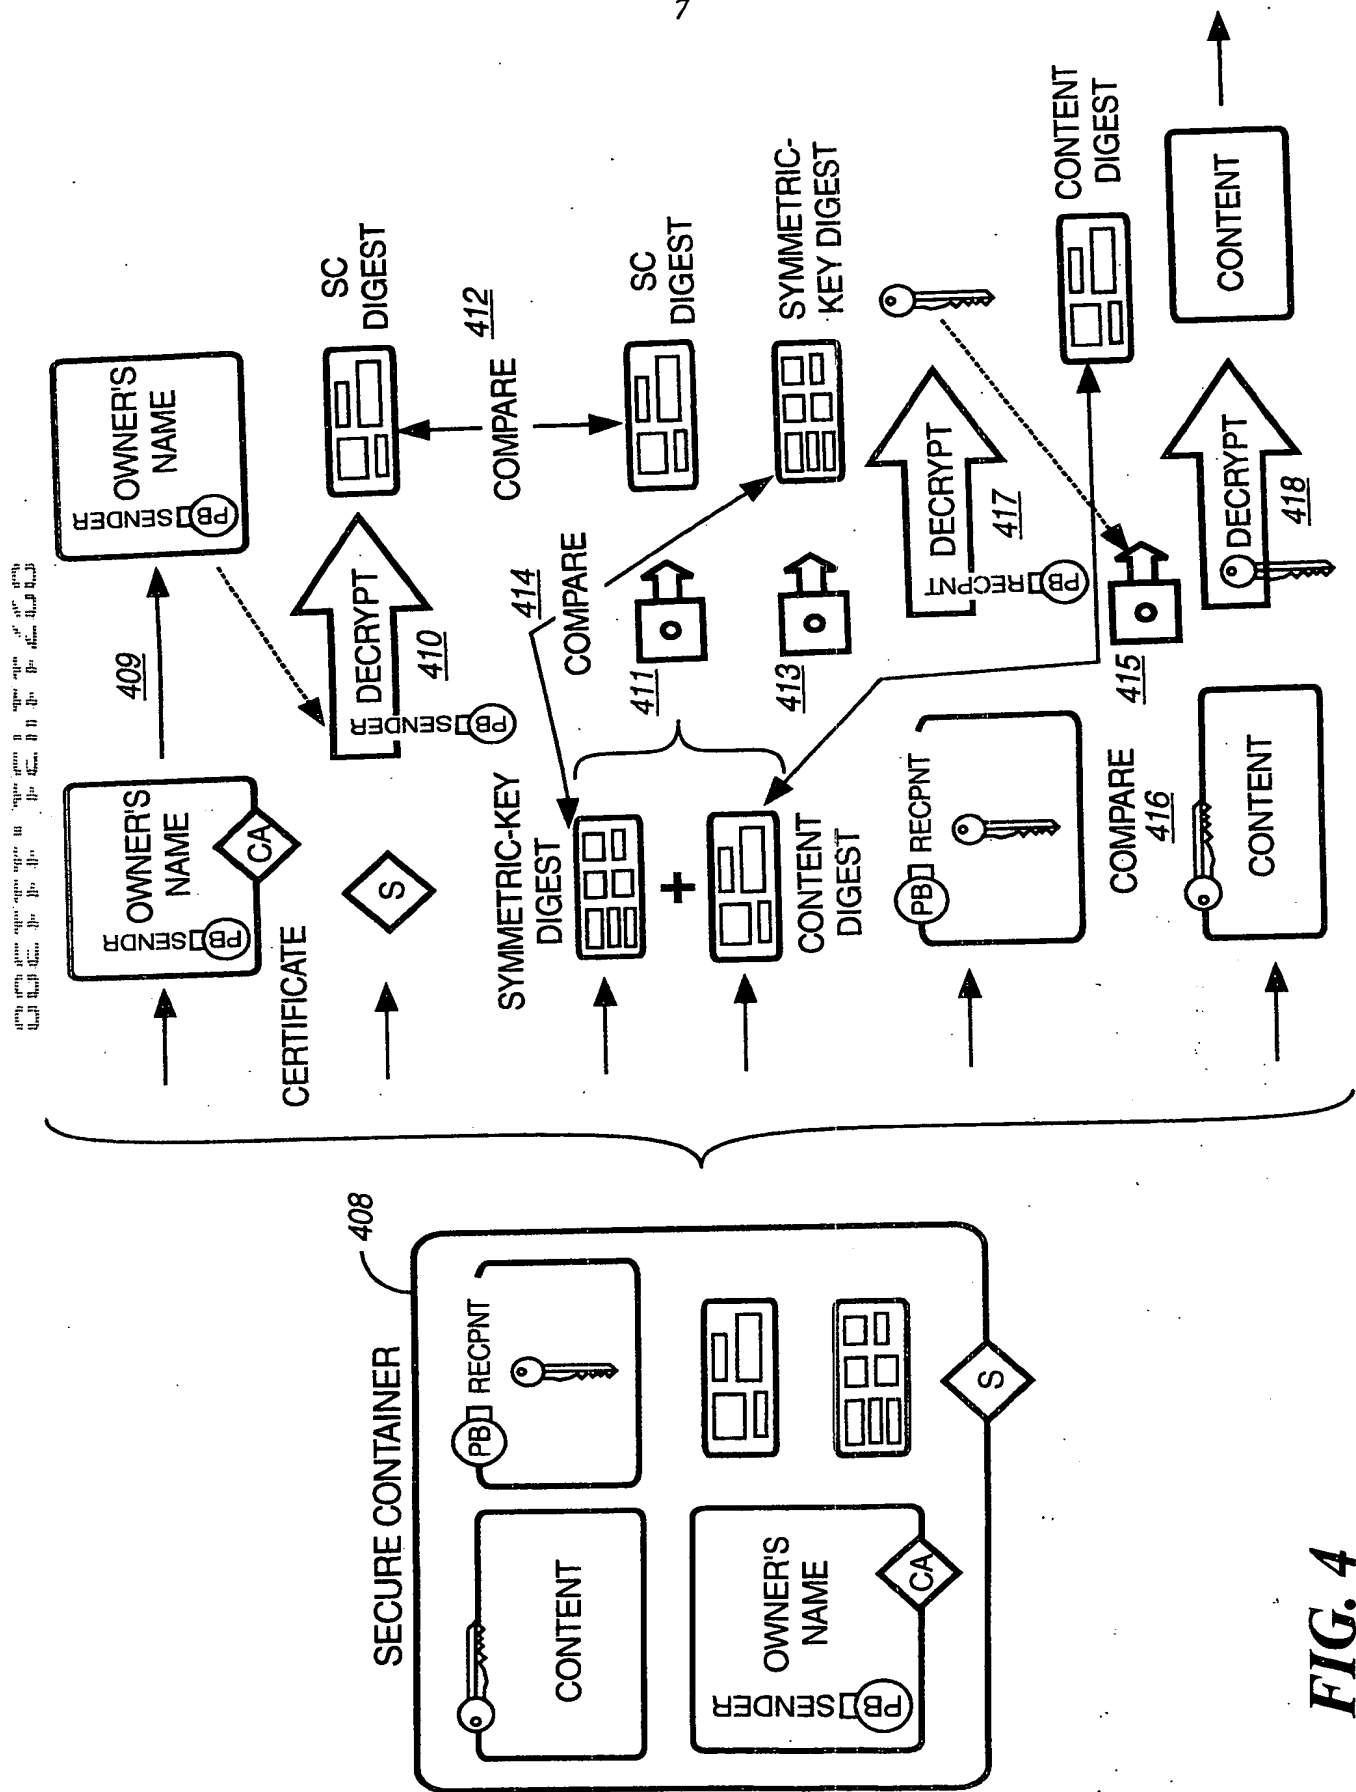 7
SECURE CONTAINER
408
CONTENT
PB RECPNT
OWNER'S
NAME
SENDER
PB
CA
S
OWNER'S
NAME
SENDR
PB
CA
CERTIFICATE
409
OWNER'S
NAME
SENDER
PB
S
DECRYPT
410
SENDER
PB
SC
DIGEST
COMPARE
412
SYMMETRIC-KEY
DIGEST
+
CONTENT
DIGEST
414
COMPARE
411
SC
DIGEST
413
SYMMETRIC-
KEY DIGEST
PB RECPNT
DECRYPT
417
RECPNT
PB
COMPARE
416
415
CONTENT
DIGEST
CONTENT
DECRYPT
418
CONTENT
FIG. 4